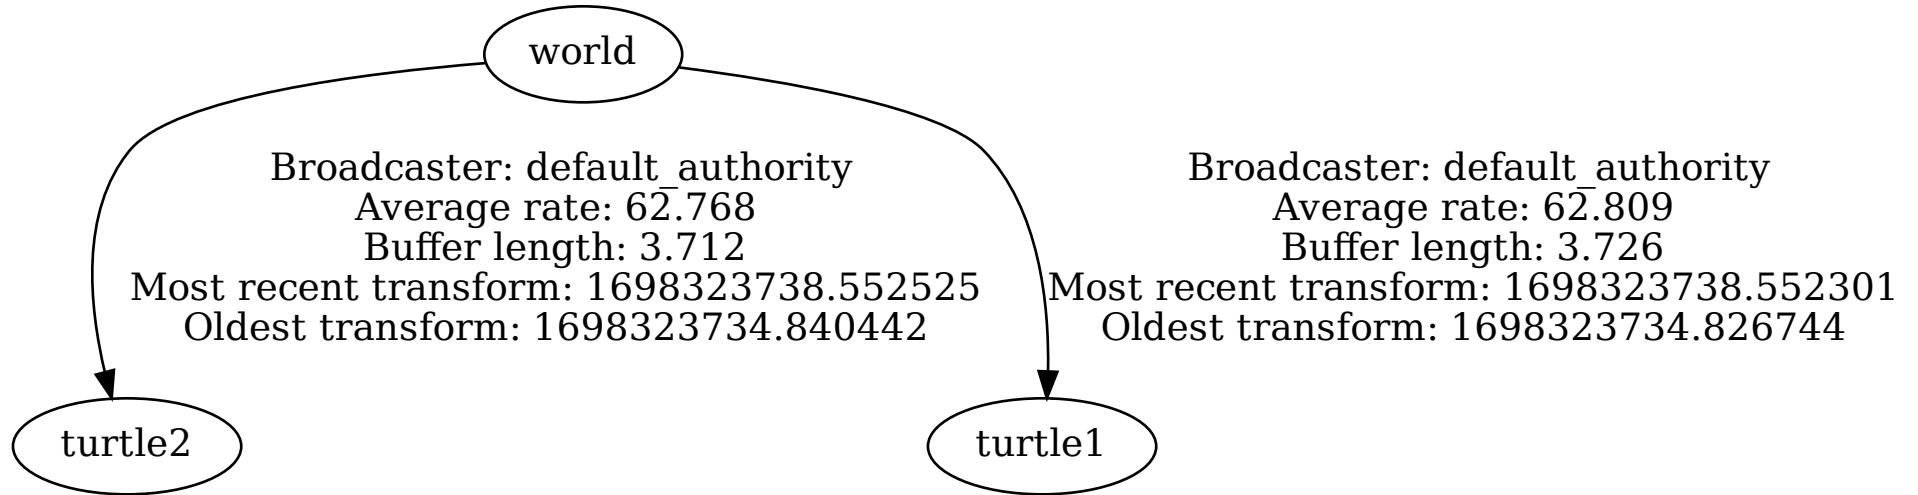 world
Broadcaster: default_authority
Average rate: 62.768
Buffer length: 3.712
Most recent transform: 1698323738.552525
Oldest transform: 1698323734.840442
Broadcaster: default_authority
Average rate: 62.809
Buffer length: 3.726
Most recent transform: 1698323738.552301
Oldest transform: 1698323734.826744
turtle2
turtle1